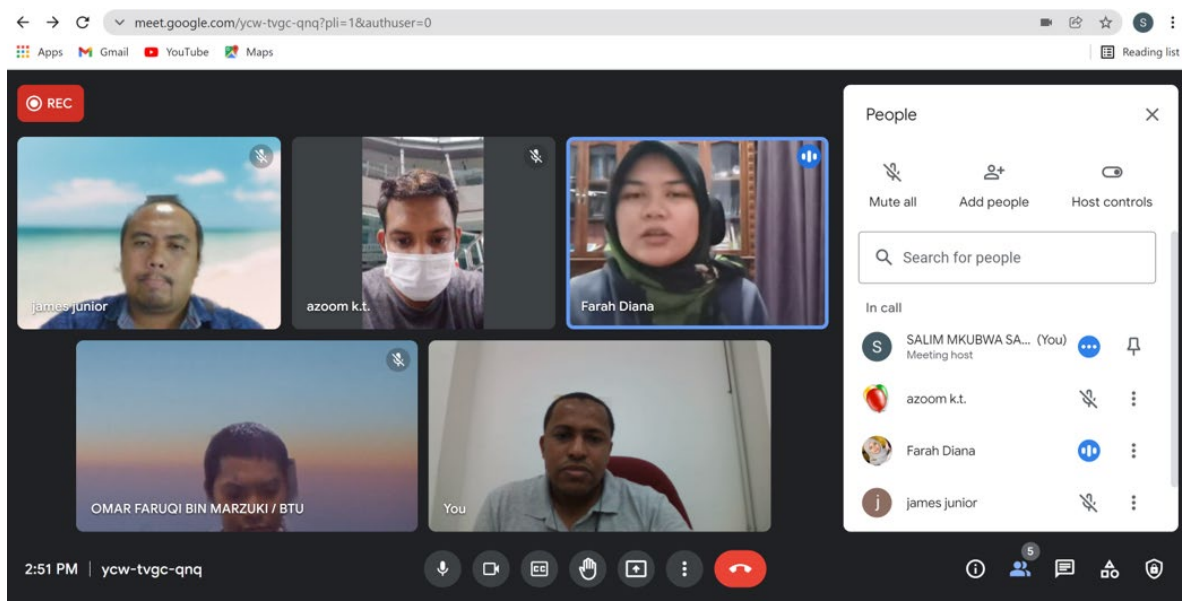 meet.google.com/ycw-tvgc-qnq?pli=1&authuser=0
S
Apps Gmail YouTube Maps
Reading list
REC
james junior
azoom k.t.
Farah Diana
OMAR FARUQI BIN MARZUKI / BTU
You
People
Mute all Add people Host controls
Search for people
In call
S SALIM MKUBWA SA... (You)
Meeting host
azoom k.t.
Farah Diana
j james junior
2:51 PM | ycw-tvgc-qnq
CC
5